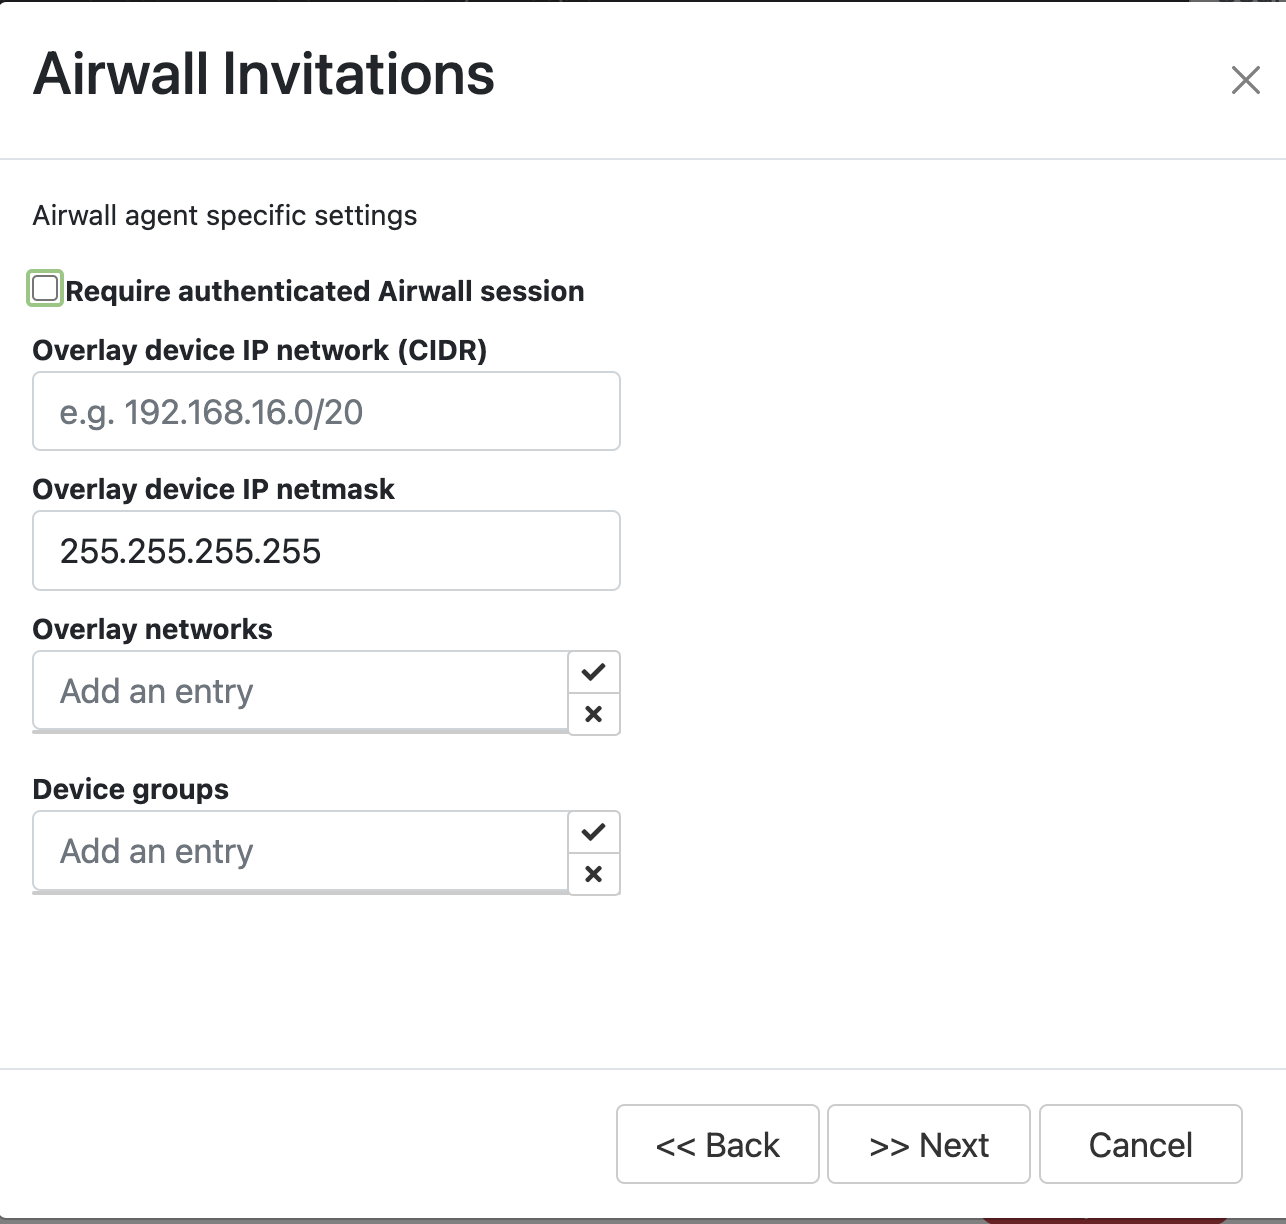 Airwall Invitations
Airwall agent specific settings
Require authenticated Airwall session
Overlay device IP network (CIDR)
e.g. 192.168.16.0/20
Overlay device IP netmask
255.255.255.255
Overlay networks
Add an entry
Device groups
Add an entry
<< Back >> Next Cancel